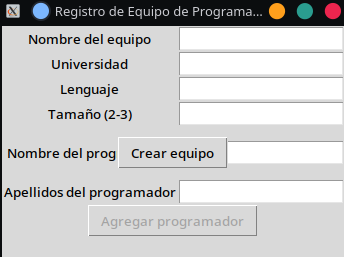 Registro de Equipo de Programa...
Nombre del equipo
Universidad
Lenguaje
Tamaño (2-3)
Nombre del prog Crear equipo
Apellidos del programador
Agregar programador